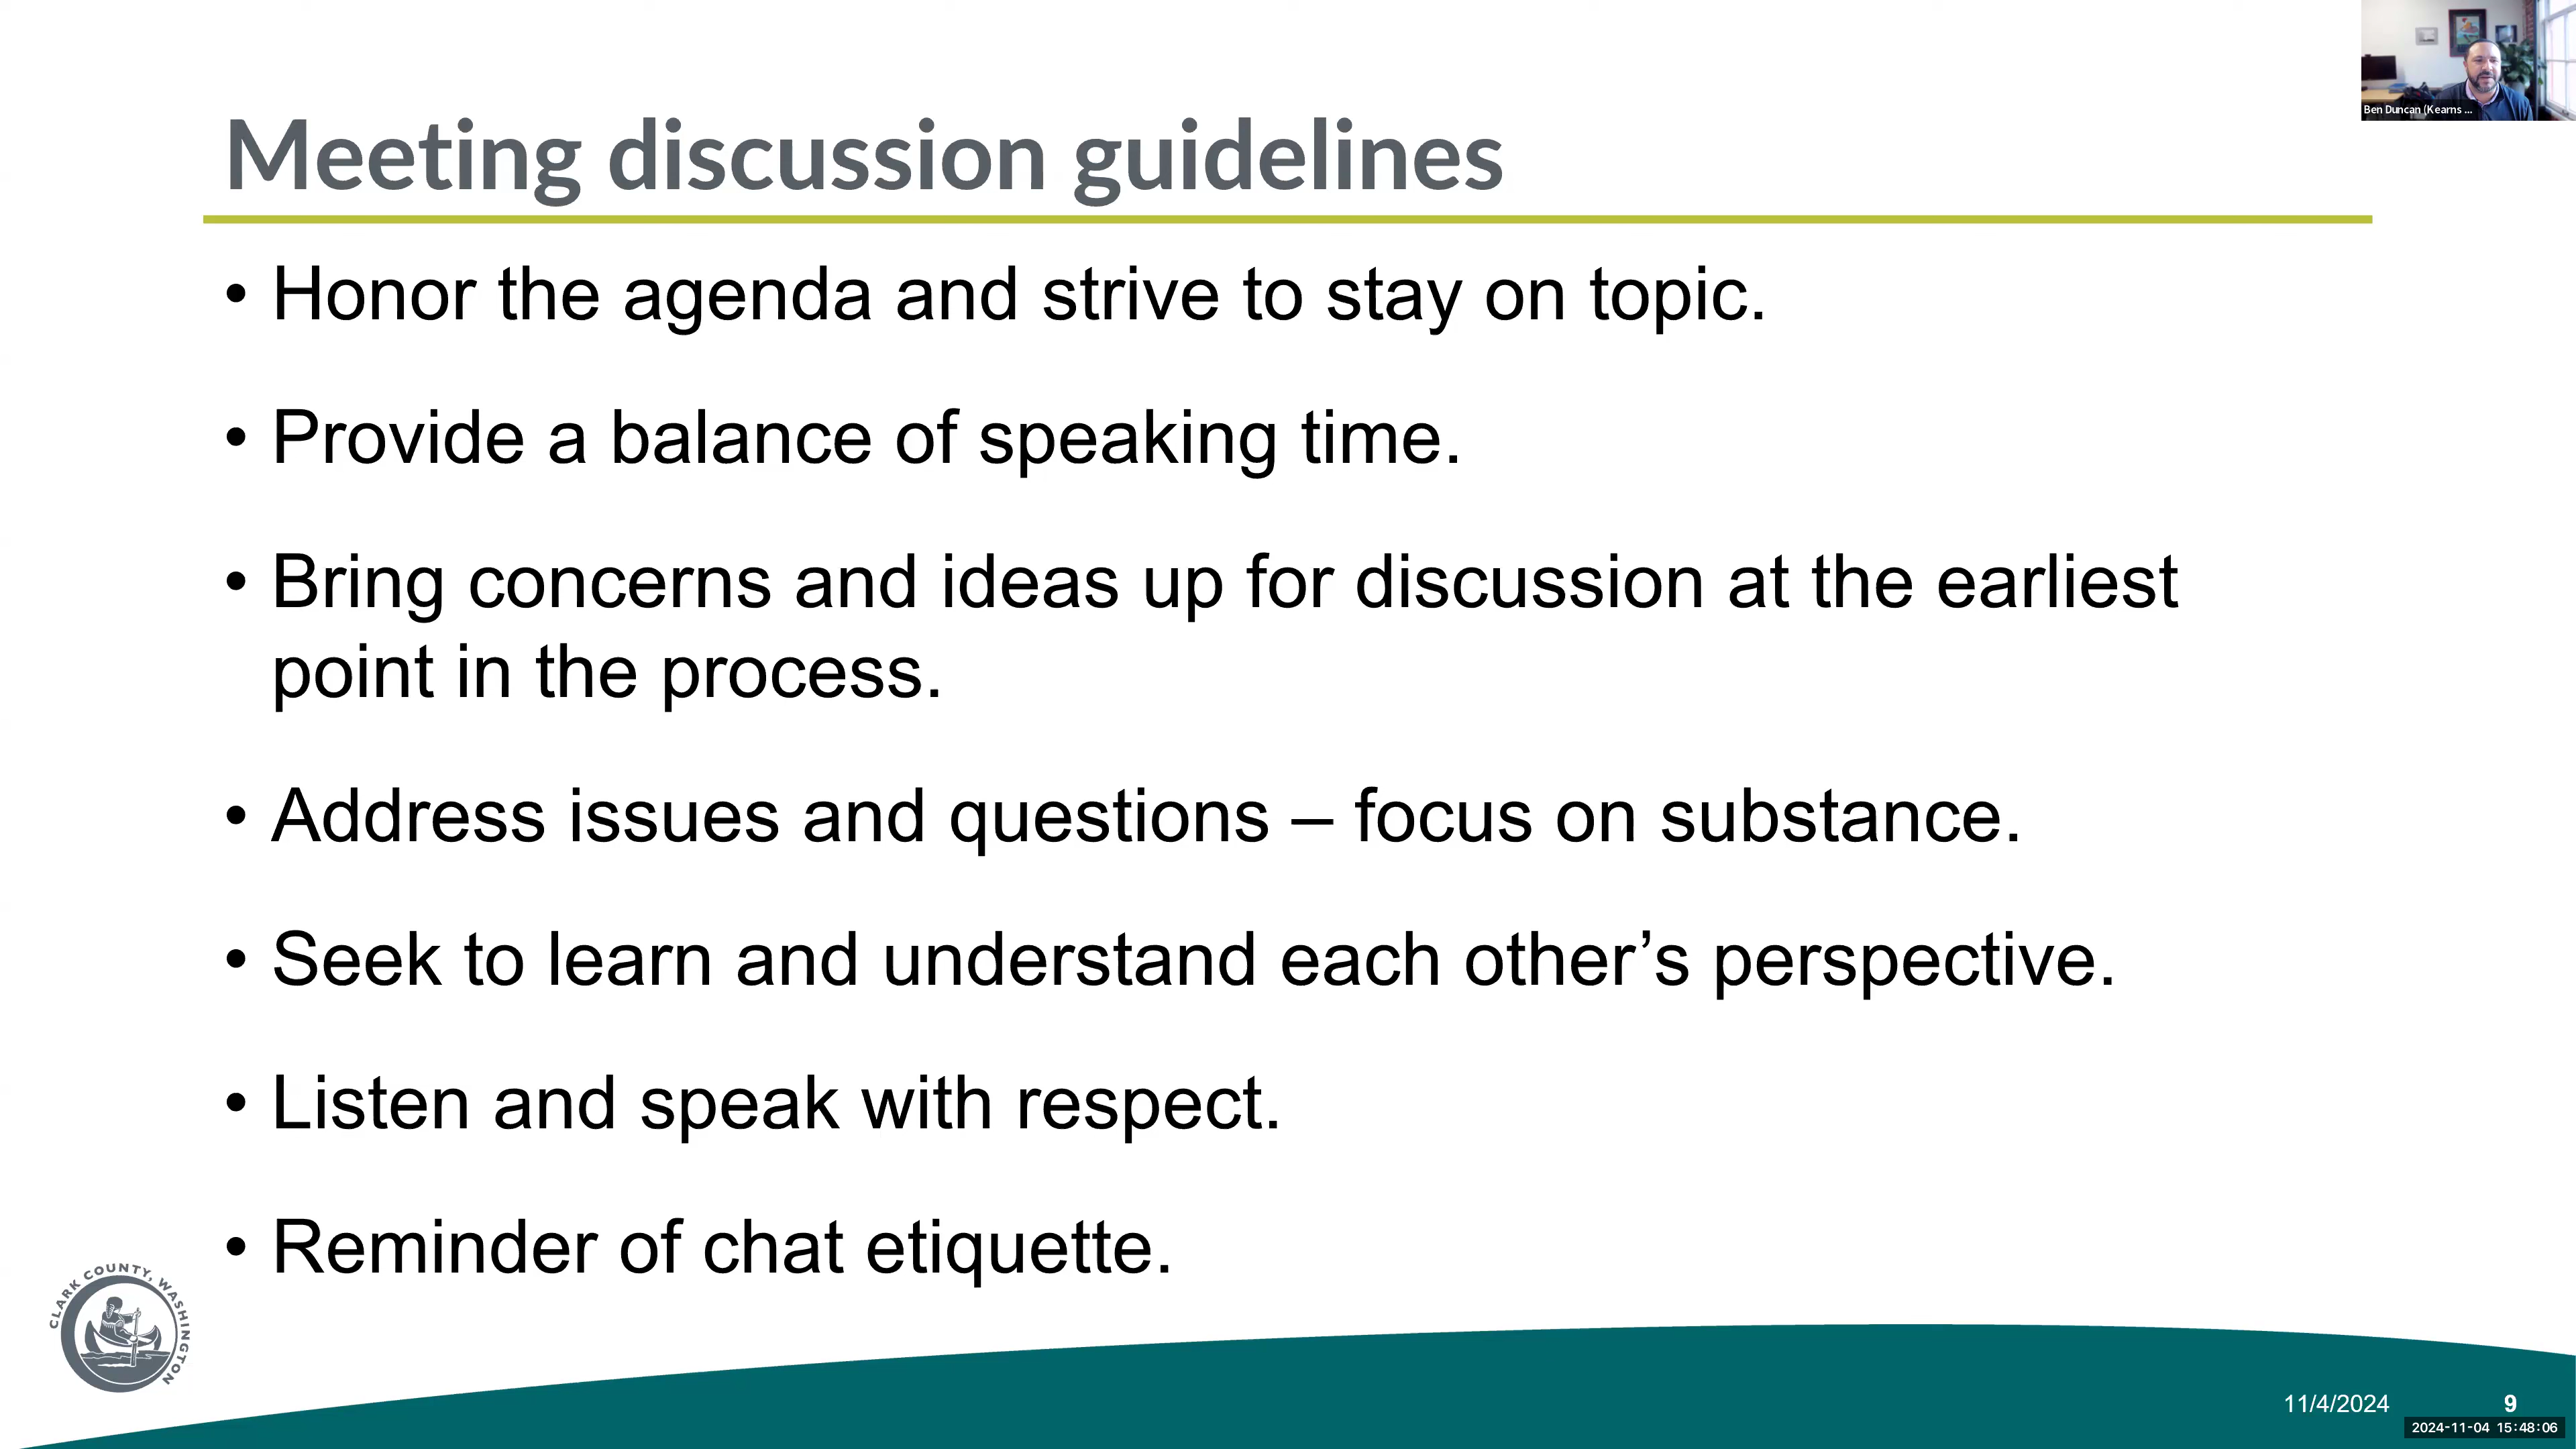 Ben Duncan (Kearns ...
Meeting discussion guidelines
• Honor the agenda and strive to stay on topic.
• Provide a balance of speaking time.
• Bring concerns and ideas up for discussion at the earliest
point in the process.
• Address issues and questions – focus on substance.
• Seek to learn and understand each other’s perspective.
• Listen and speak with respect.
• Reminder of chat etiquette.
CLARK COUNTY, WASHINGTON
11/4/2024
9
2024-11-04 15:48:06